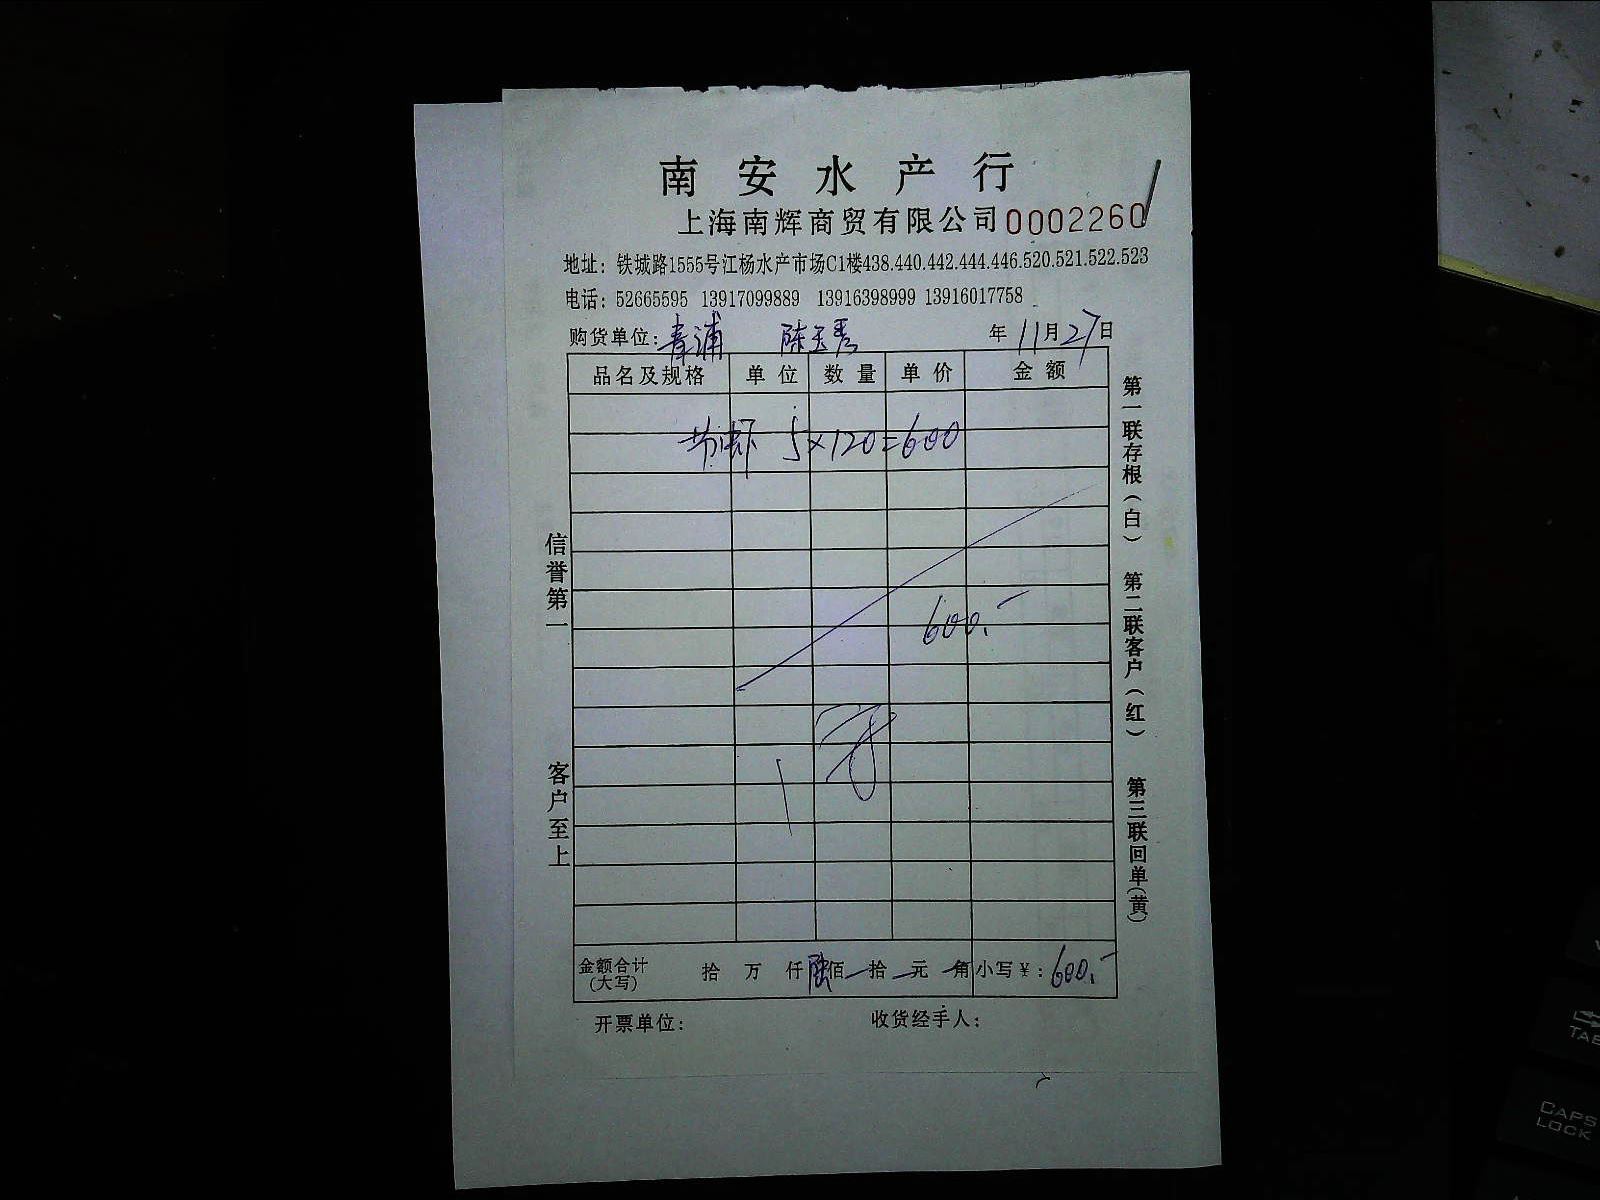 南安水产行
上海南辉商贸有限公司 0002260
地址：铁城路1555号江杨水产市场C1楼438.440.442.444.446.520.521.522.523
电话：52665595 13917099889 13916398999 13916017758
购货单位：青浦 陈玉秀 年11月27日
品名及规格 单位 数量 单价 金额
节虾 5×120=600
600.-
金额合计(大写) 拾 万 仟 陆佰 拾 元 角 小写￥：600.-
开票单位： 收货经手人：
信誉第一
客户至上
第一联存根（白）
第二联客户（红）
第三联回单（黄）
TAB
CAPS
LOCK